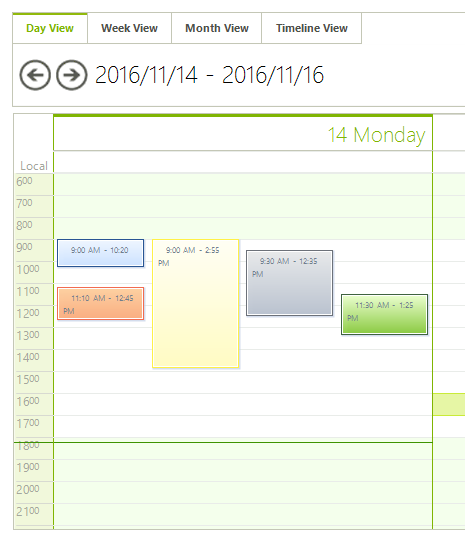 Day View Week View Month View Timeline View
2016/11/14 - 2016/11/16
14 Monday
Local
6⁰⁰
7⁰⁰
8⁰⁰
9⁰⁰
10⁰⁰
11⁰⁰
12⁰⁰
13⁰⁰
14⁰⁰
15⁰⁰
16⁰⁰
17⁰⁰
18⁰⁰
19⁰⁰
20⁰⁰
21⁰⁰
9:00 AM - 10:20
11:10 AM - 12:45
PM
9:00 AM - 2:55
PM
9:30 AM - 12:35
PM
11:30 AM - 1:25
PM